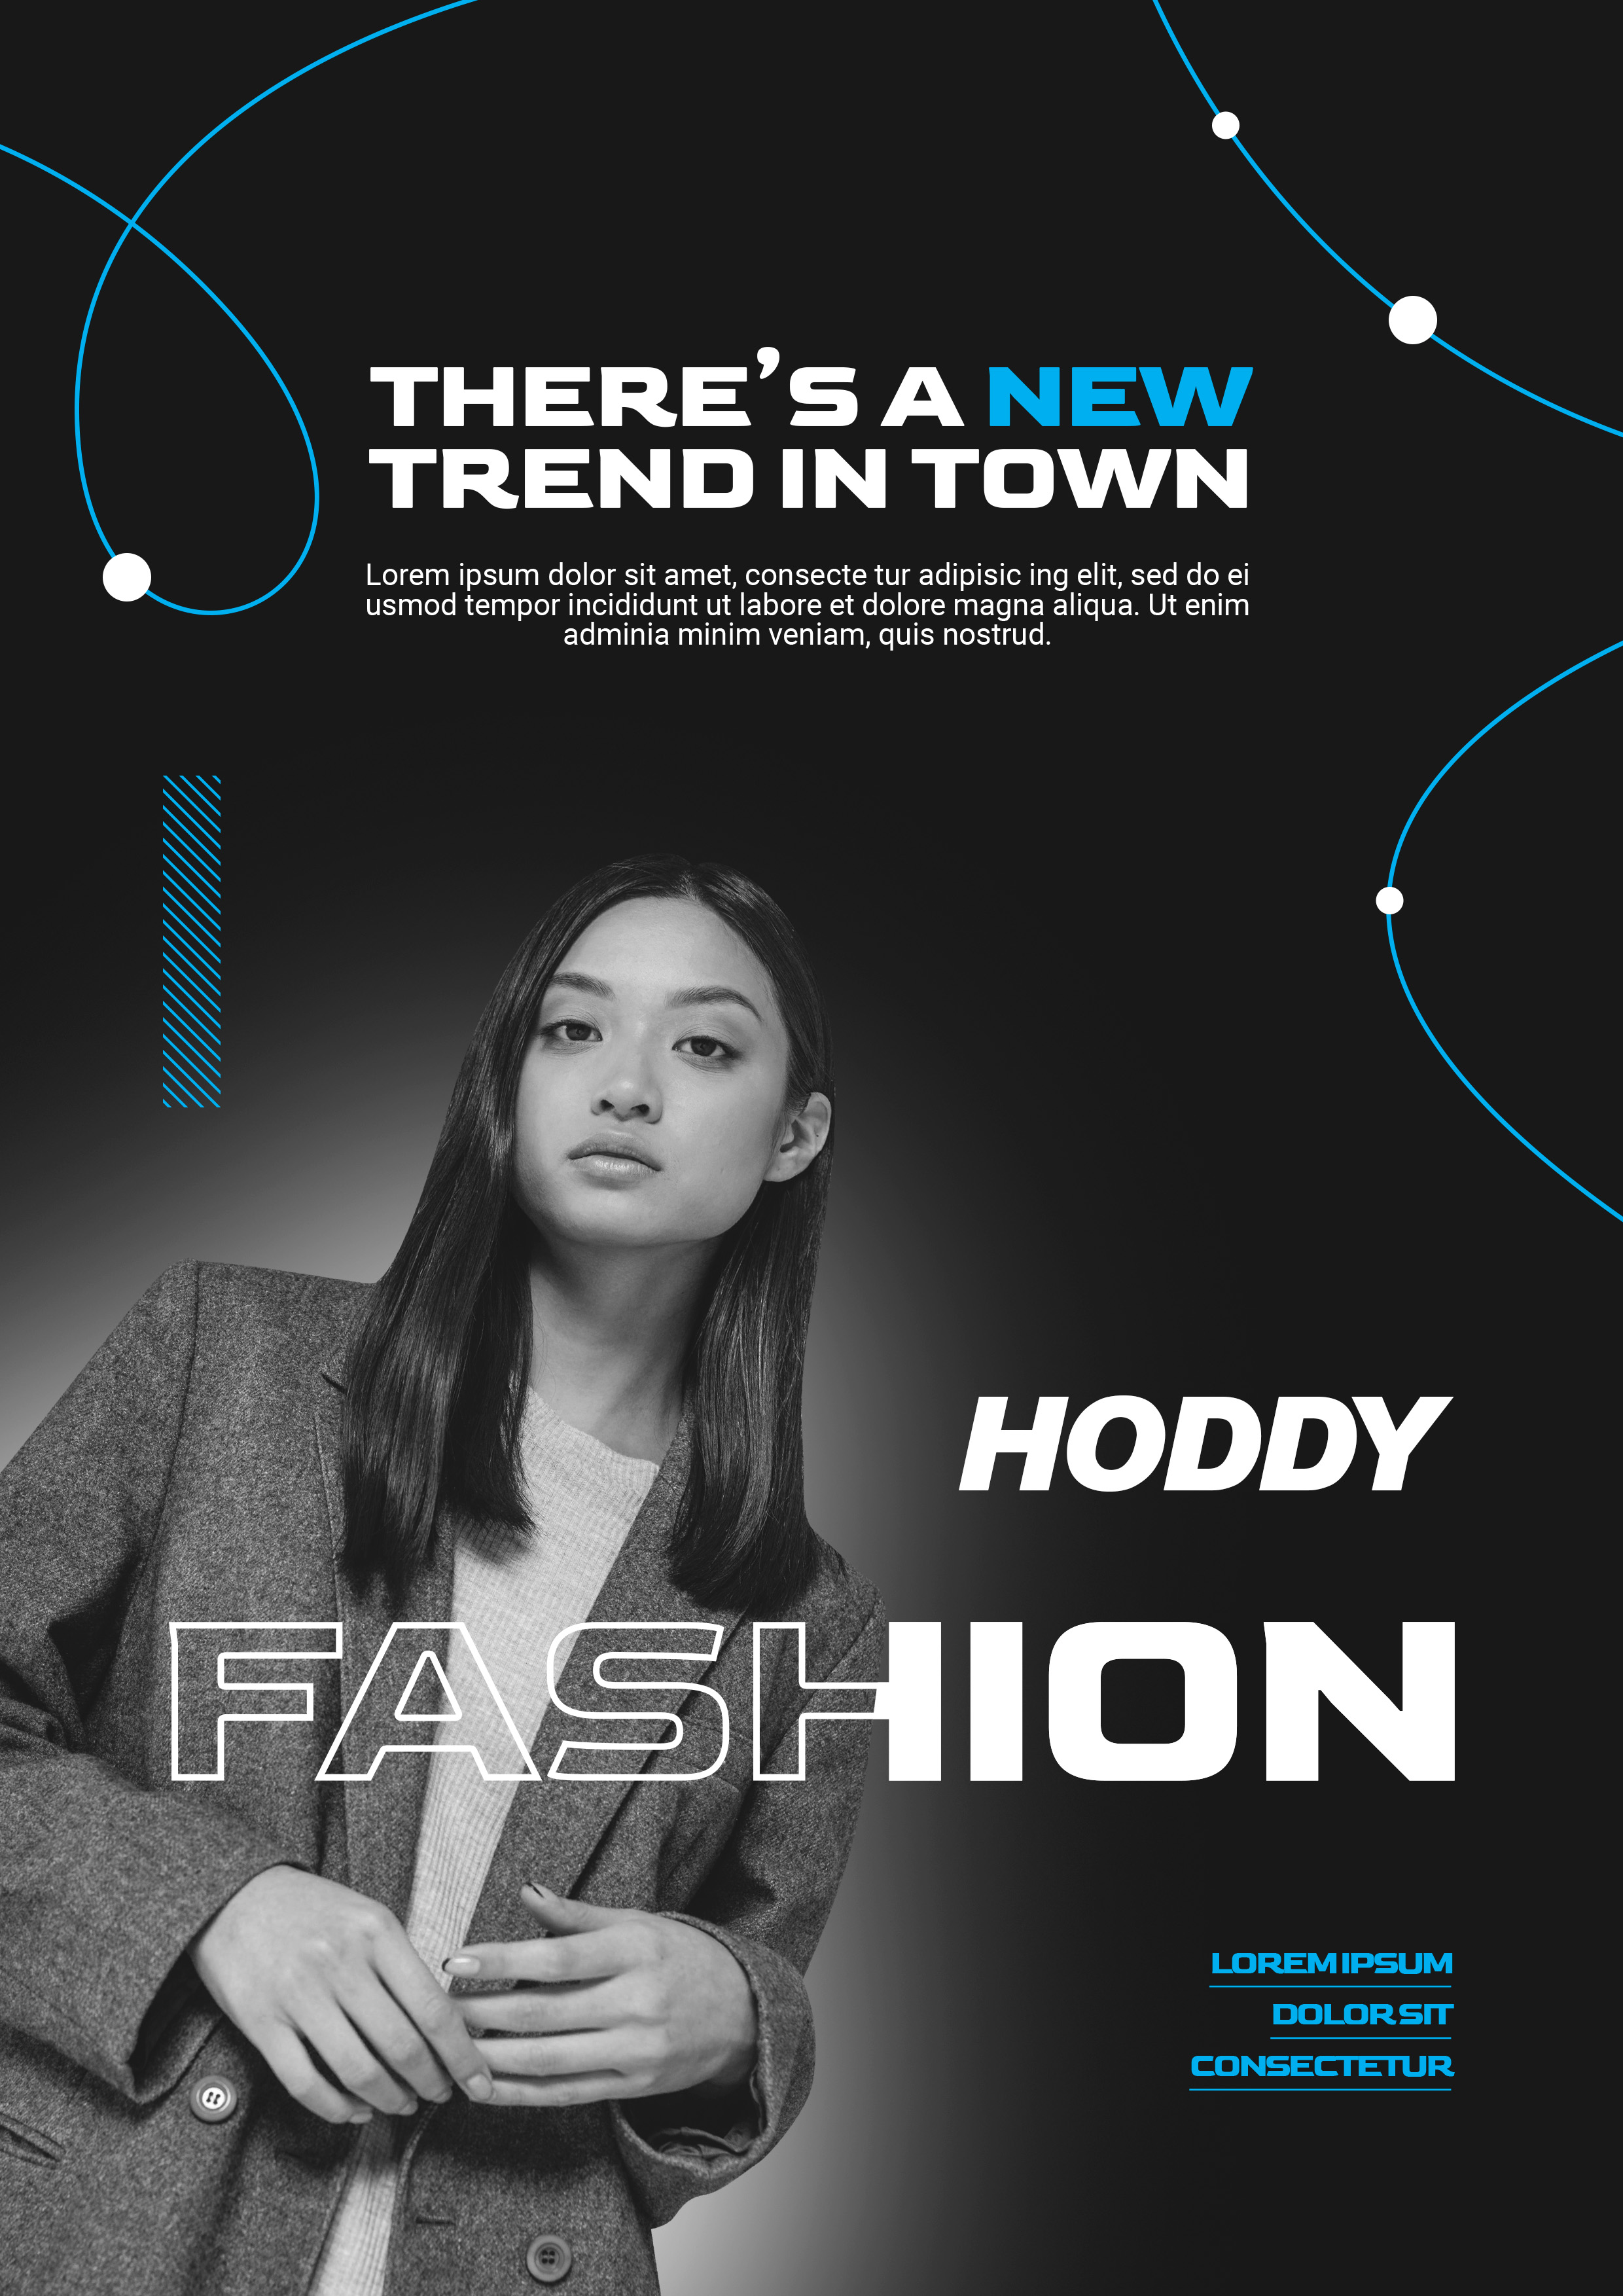 THERE’S A NEW
TREND IN TOWN
Lorem ipsum dolor sit amet, consecte tur adipisic ing elit, sed do ei
usmod tempor incididunt ut labore et dolore magna aliqua. Ut enim
adminia minim veniam, quis nostrud.
HODDY
FASHION
LOREM IPSUM
DOLOR SIT
CONSECTETUR